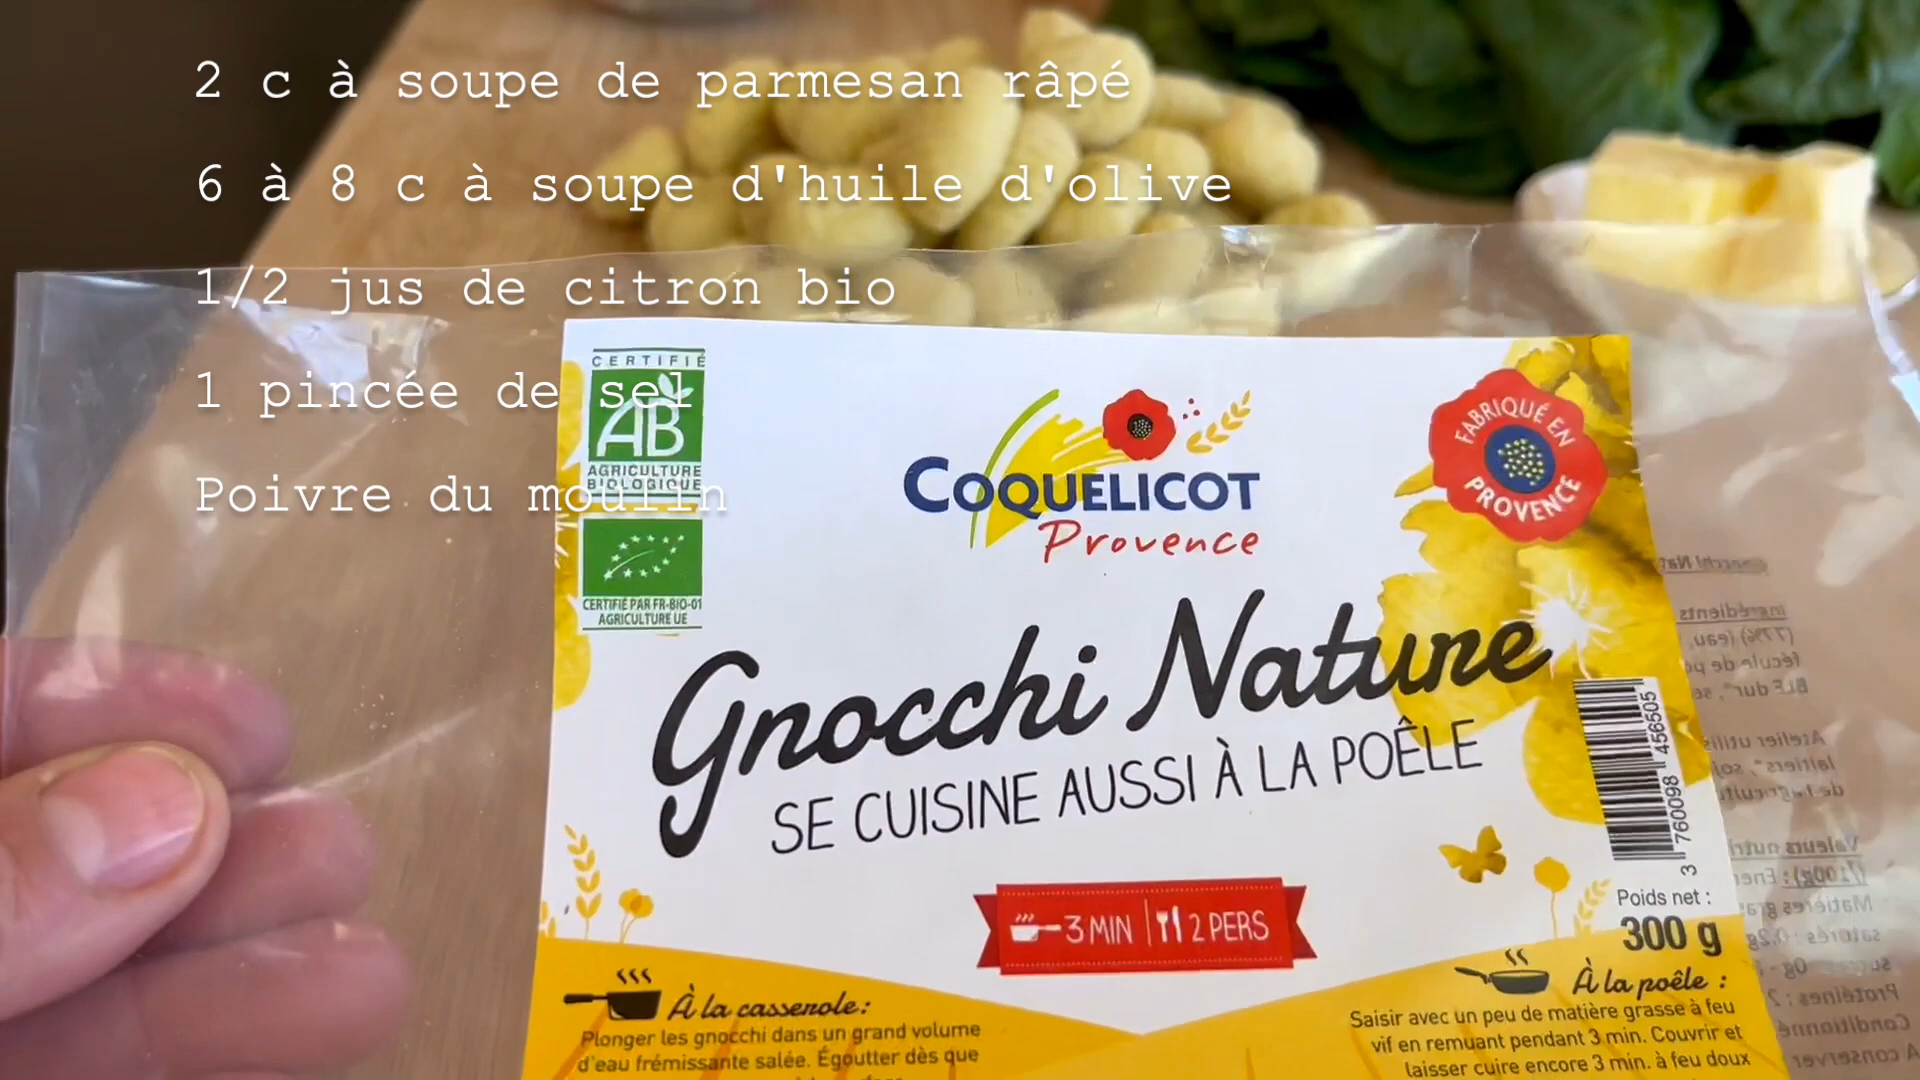 2 c à soupe de parmesan râpé
6 à 8 c à soupe d'huile d'olive
1/2 jus de citron bio
1 pincée de sel
Poivre du moulin
CERTIFIÉ
AB
AGRICULTURE
BIOLOGIQUE
CERTIFIÉ PAR FR-BIO-01
AGRICULTURE UE
COQUELICOT
Provence
FABRIQUÉ EN
PROVENCE
Gnocchi Nature
SE CUISINE AUSSI À LA POÊLE
3 MIN 2 PERS
3 760098 456505
Poids net :
300 g
À la casserole :
Plonger les gnocchi dans un grand volume
d'eau frémissante salée. Égoutter dès que
À la poêle :
Saisir avec un peu de matière grasse à feu
vif en remuant pendant 3 min. Couvrir et
laisser cuire encore 3 min. à feu doux